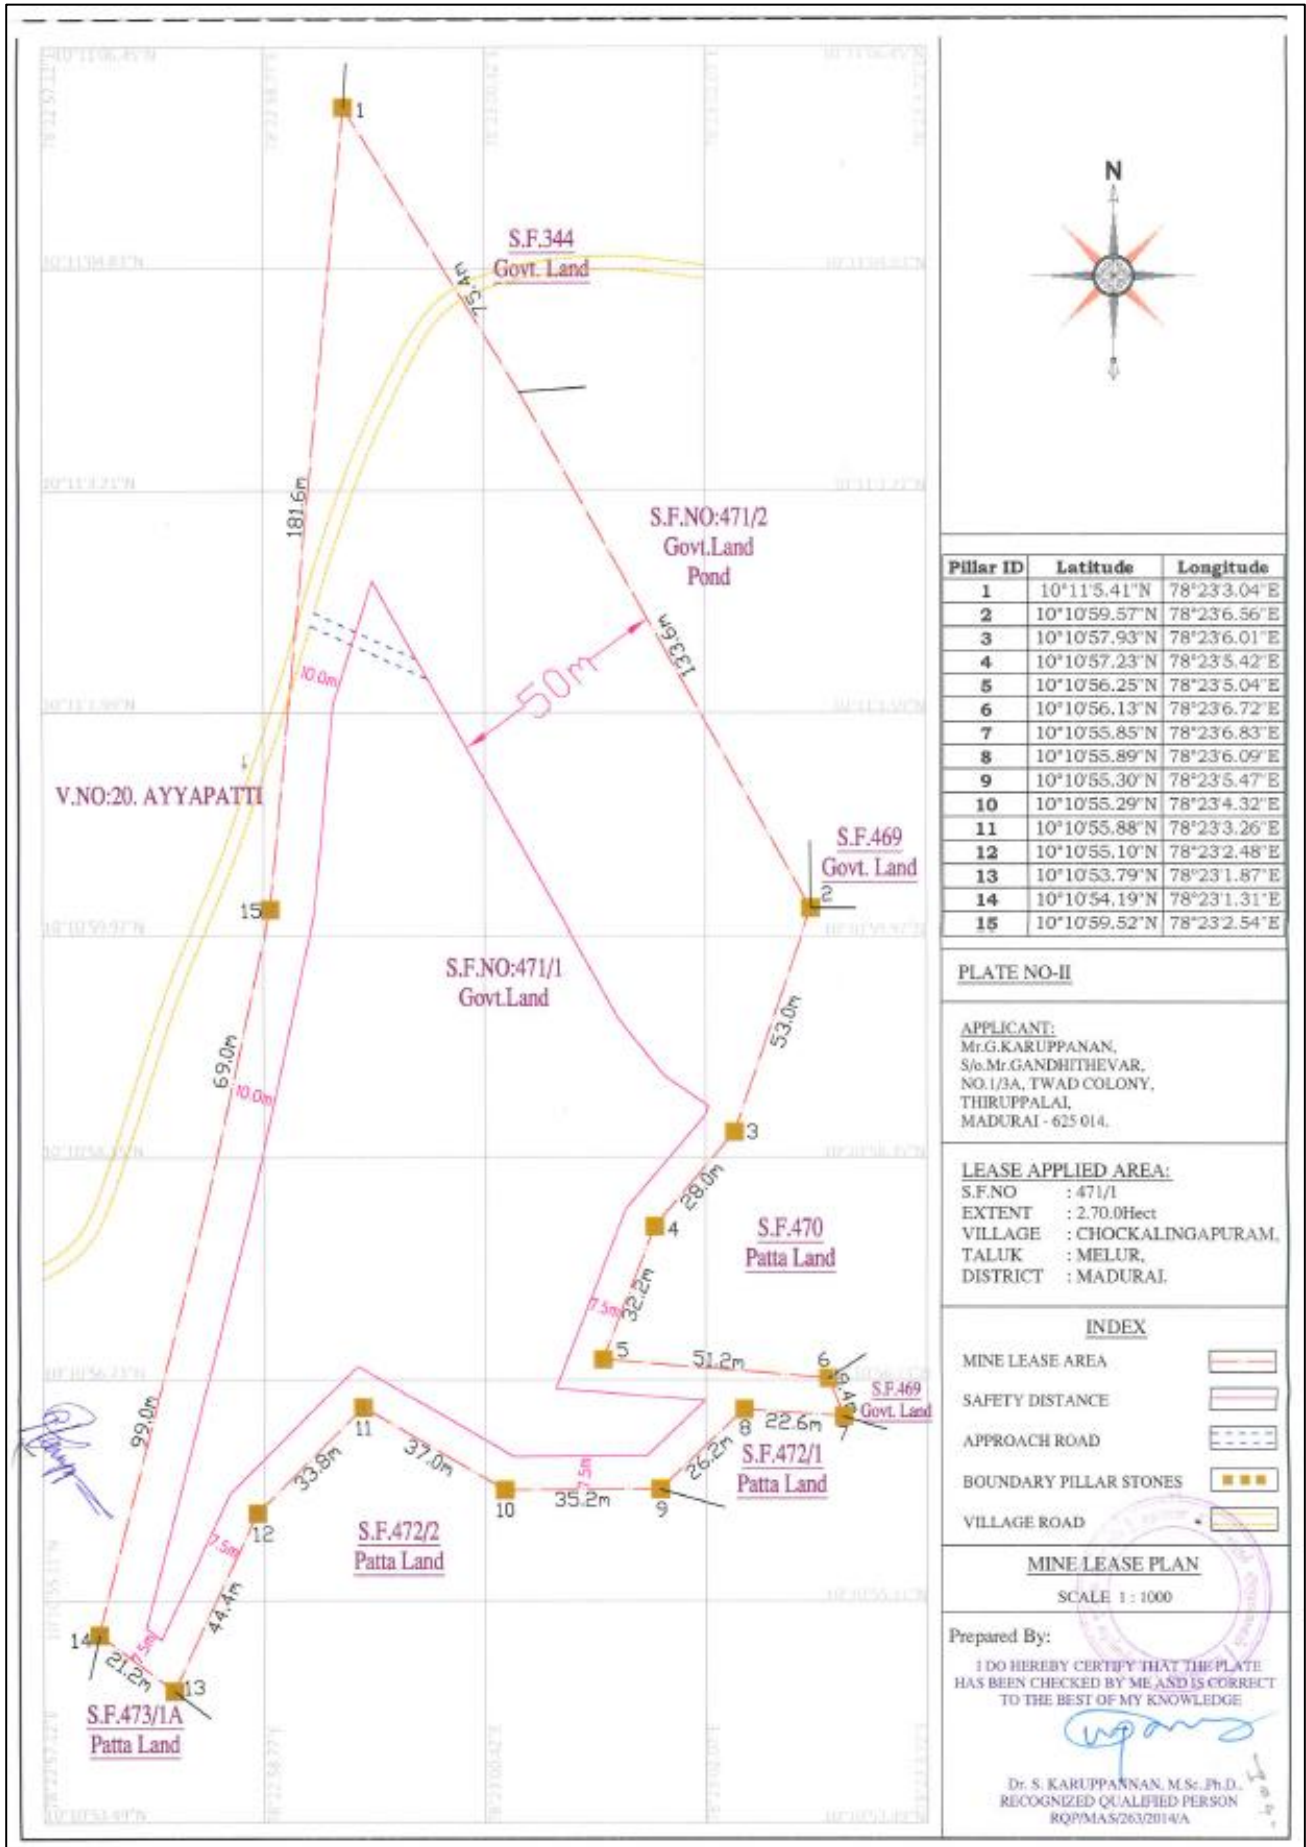 1
S.F.344
Govt. Land
75.4m
181.6m
S.F.NO:471/2
Govt.Land
Pond
133.6m
50m
10.0m
V.NO:20. AYYAPATTI
S.F.469
Govt. Land
2
15
S.F.NO:471/1
Govt.Land
53.0m
69.0m
10.0m
3
28.0m
4
S.F.470
Patta Land
32.2m
7.5m
5
51.2m
6
9.4m
S.F.469
Govt. Land
7
22.6m
8
S.F.472/1
Patta Land
26.2m
9
35.2m
7.5m
10
37.0m
11
33.8m
12
99.0m
S.F.472/2
Patta Land
7.5m
44.4m
14
7.5m
21.2m
13
S.F.473/1A
Patta Land
N
Pillar ID Latitude Longitude
1 10°11'5.41"N 78°23'3.04"E
2 10°10'59.57"N 78°23'6.56"E
3 10°10'57.93"N 78°23'6.01"E
4 10°10'57.23"N 78°23'5.42"E
5 10°10'56.25"N 78°23'5.04"E
6 10°10'56.13"N 78°23'6.72"E
7 10°10'55.85"N 78°23'6.83"E
8 10°10'55.89"N 78°23'6.09"E
9 10°10'55.30"N 78°23'5.47"E
10 10°10'55.29"N 78°23'4.32"E
11 10°10'55.88"N 78°23'3.26"E
12 10°10'55.10"N 78°23'2.48"E
13 10°10'53.79"N 78°23'1.87"E
14 10°10'54.19"N 78°23'1.31"E
15 10°10'59.52"N 78°23'2.54"E
PLATE NO-II
APPLICANT:
Mr.G.KARUPPANAN,
S/o.Mr.GANDHITHEVAR,
NO.1/3A, TWAD COLONY,
THIRUPPALAI,
MADURAI - 625 014.
LEASE APPLIED AREA:
S.F.NO : 471/1
EXTENT : 2.70.0Hect
VILLAGE : CHOCKALINGAPURAM,
TALUK : MELUR,
DISTRICT : MADURAI.
INDEX
MINE LEASE AREA
SAFETY DISTANCE
APPROACH ROAD
BOUNDARY PILLAR STONES
VILLAGE ROAD
MINE LEASE PLAN
SCALE 1 : 1000
Prepared By:
I DO HEREBY CERTIFY THAT THE PLATE
HAS BEEN CHECKED BY ME AND IS CORRECT
TO THE BEST OF MY KNOWLEDGE
Dr. S. KARUPPANNAN, M.Sc.,Ph.D.,
RECOGNIZED QUALIFIED PERSON
RQP/MAS/263/2014/A